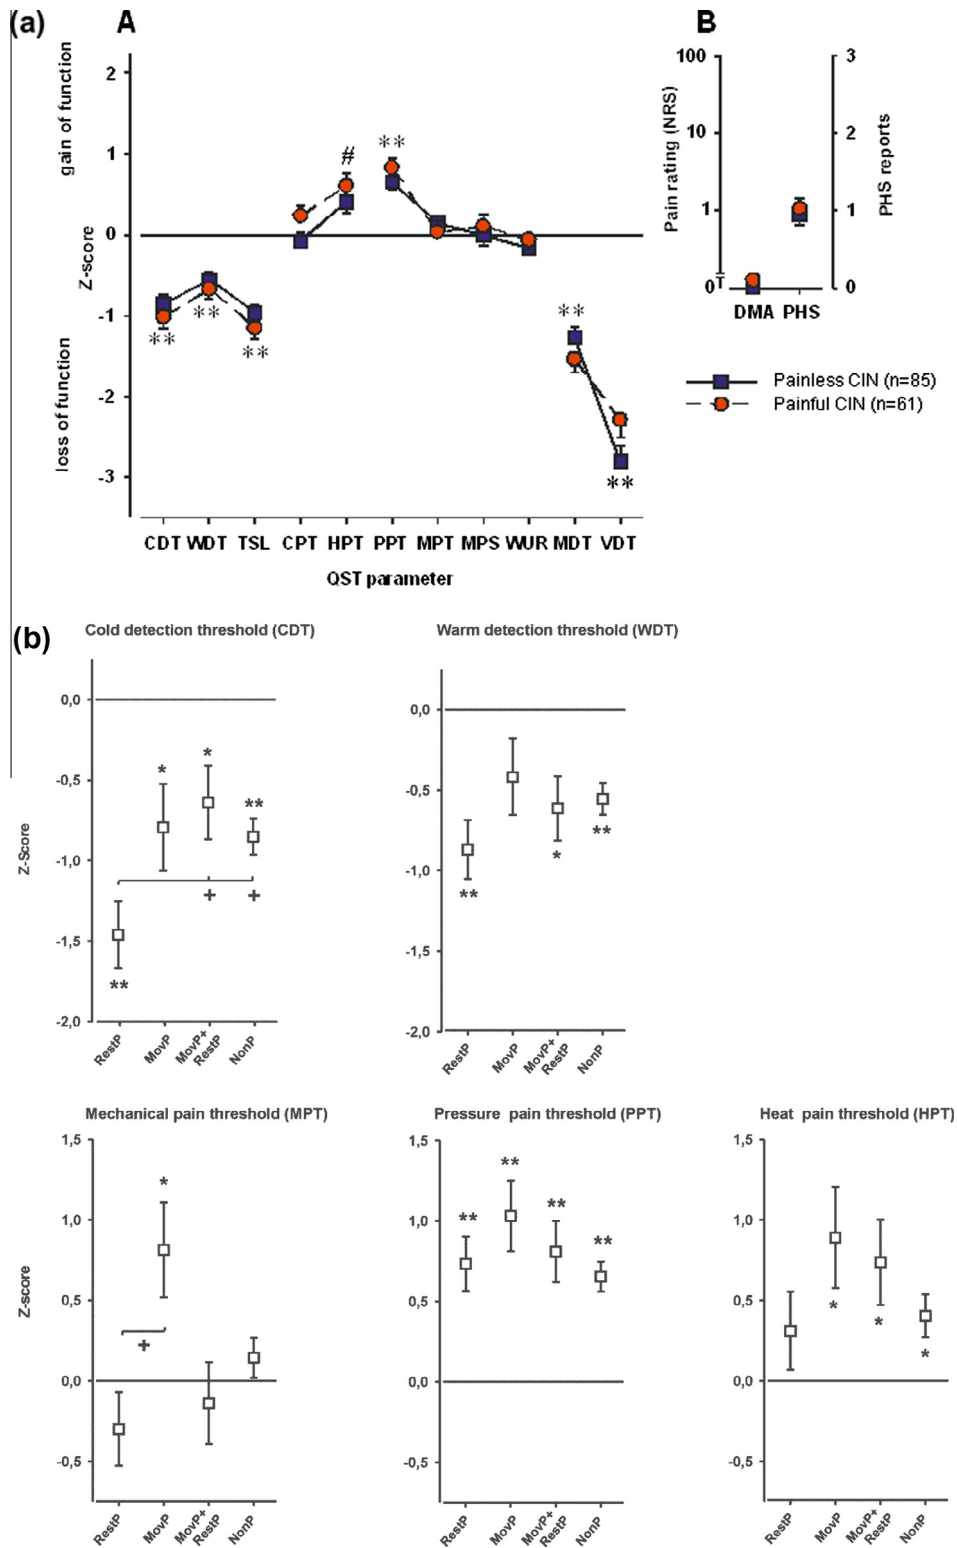 (a)
A
gain of function
loss of function
Z-score
2
1
0
-1
-2
-3
#
**
**
**
**
**
**
CDT WDT TSL CPT HPT PPT MPT MPS WUR MDT VDT
QST parameter
B
Pain rating (NRS)
100
10
1
0
3
2
1
0
PHS reports
DMA PHS
Painless CIN (n=85)
Painful CIN (n=61)
(b)
Cold detection threshold (CDT)
Z-Score
0,0
-0,5
-1,0
-1,5
-2,0
*
*
**
+
+
**
RestP
MovP
MovP+
RestP
NonP
Warm detection threshold (WDT)
0,0
-0,5
-1,0
-1,5
-2,0
**
*
**
RestP
MovP
MovP+
RestP
NonP
Mechanical pain threshold (MPT)
Z-score
1,5
1,0
0,5
0,0
-0,5
*
+
RestP
MovP
MovP+
RestP
NonP
Pressure pain threshold (PPT)
1,5
1,0
0,5
0,0
-0,5
**
**
**
**
RestP
MovP
MovP+
RestP
NonP
Heat pain threshold (HPT)
1,5
1,0
0,5
0,0
-0,5
*
*
*
RestP
MovP
MovP+
RestP
NonP